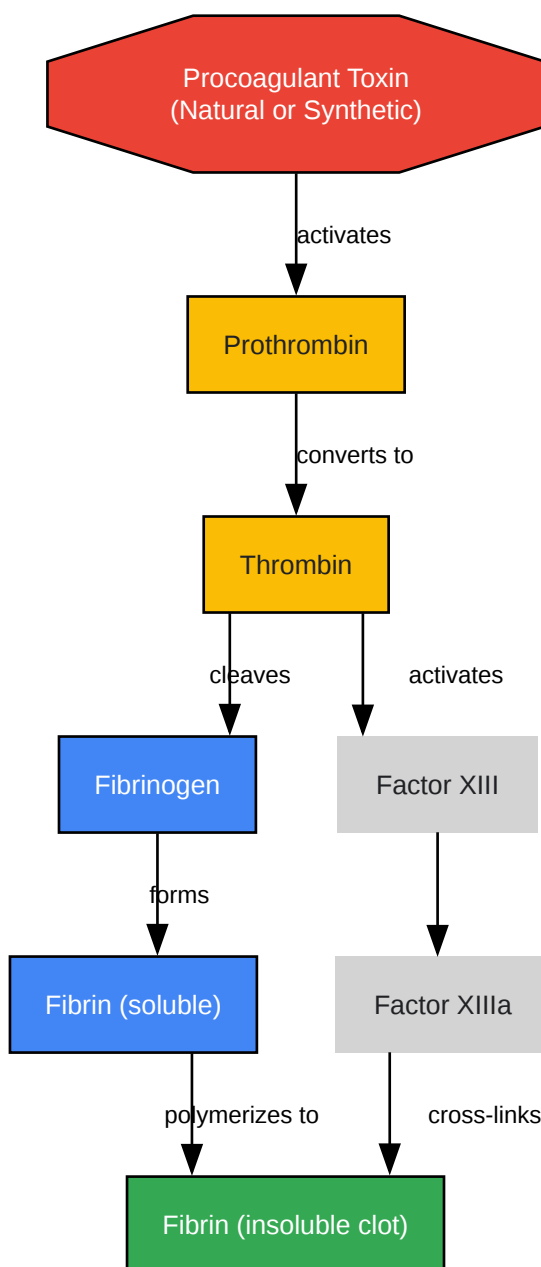 Procoagulant Toxin
(Natural or Synthetic)
activates
Prothrombin
converts to
Thrombin
cleaves
activates
Fibrinogen
Factor XIII
forms
Fibrin (soluble)
Factor XIIIa
polymerizes to
cross-links
Fibrin (insoluble clot)